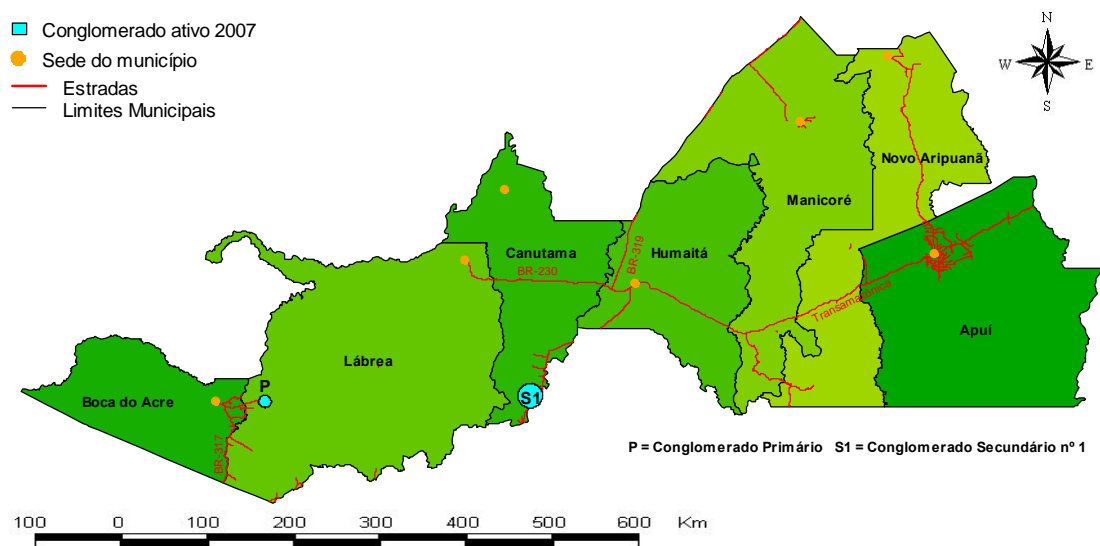 Conglomerado ativo 2007
Sede do município
Estradas
Limites Municipais
N
W E
S
Novo Aripuanã
Manicoré
Canutama
BR-319
Humaitá
BR-230
Transamazônica
Apuí
Lábrea
P
Boca do Acre
S1
BR-317
P = Conglomerado Primário S1 = Conglomerado Secundário nº 1
100 0 100 200 300 400 500 600 Km